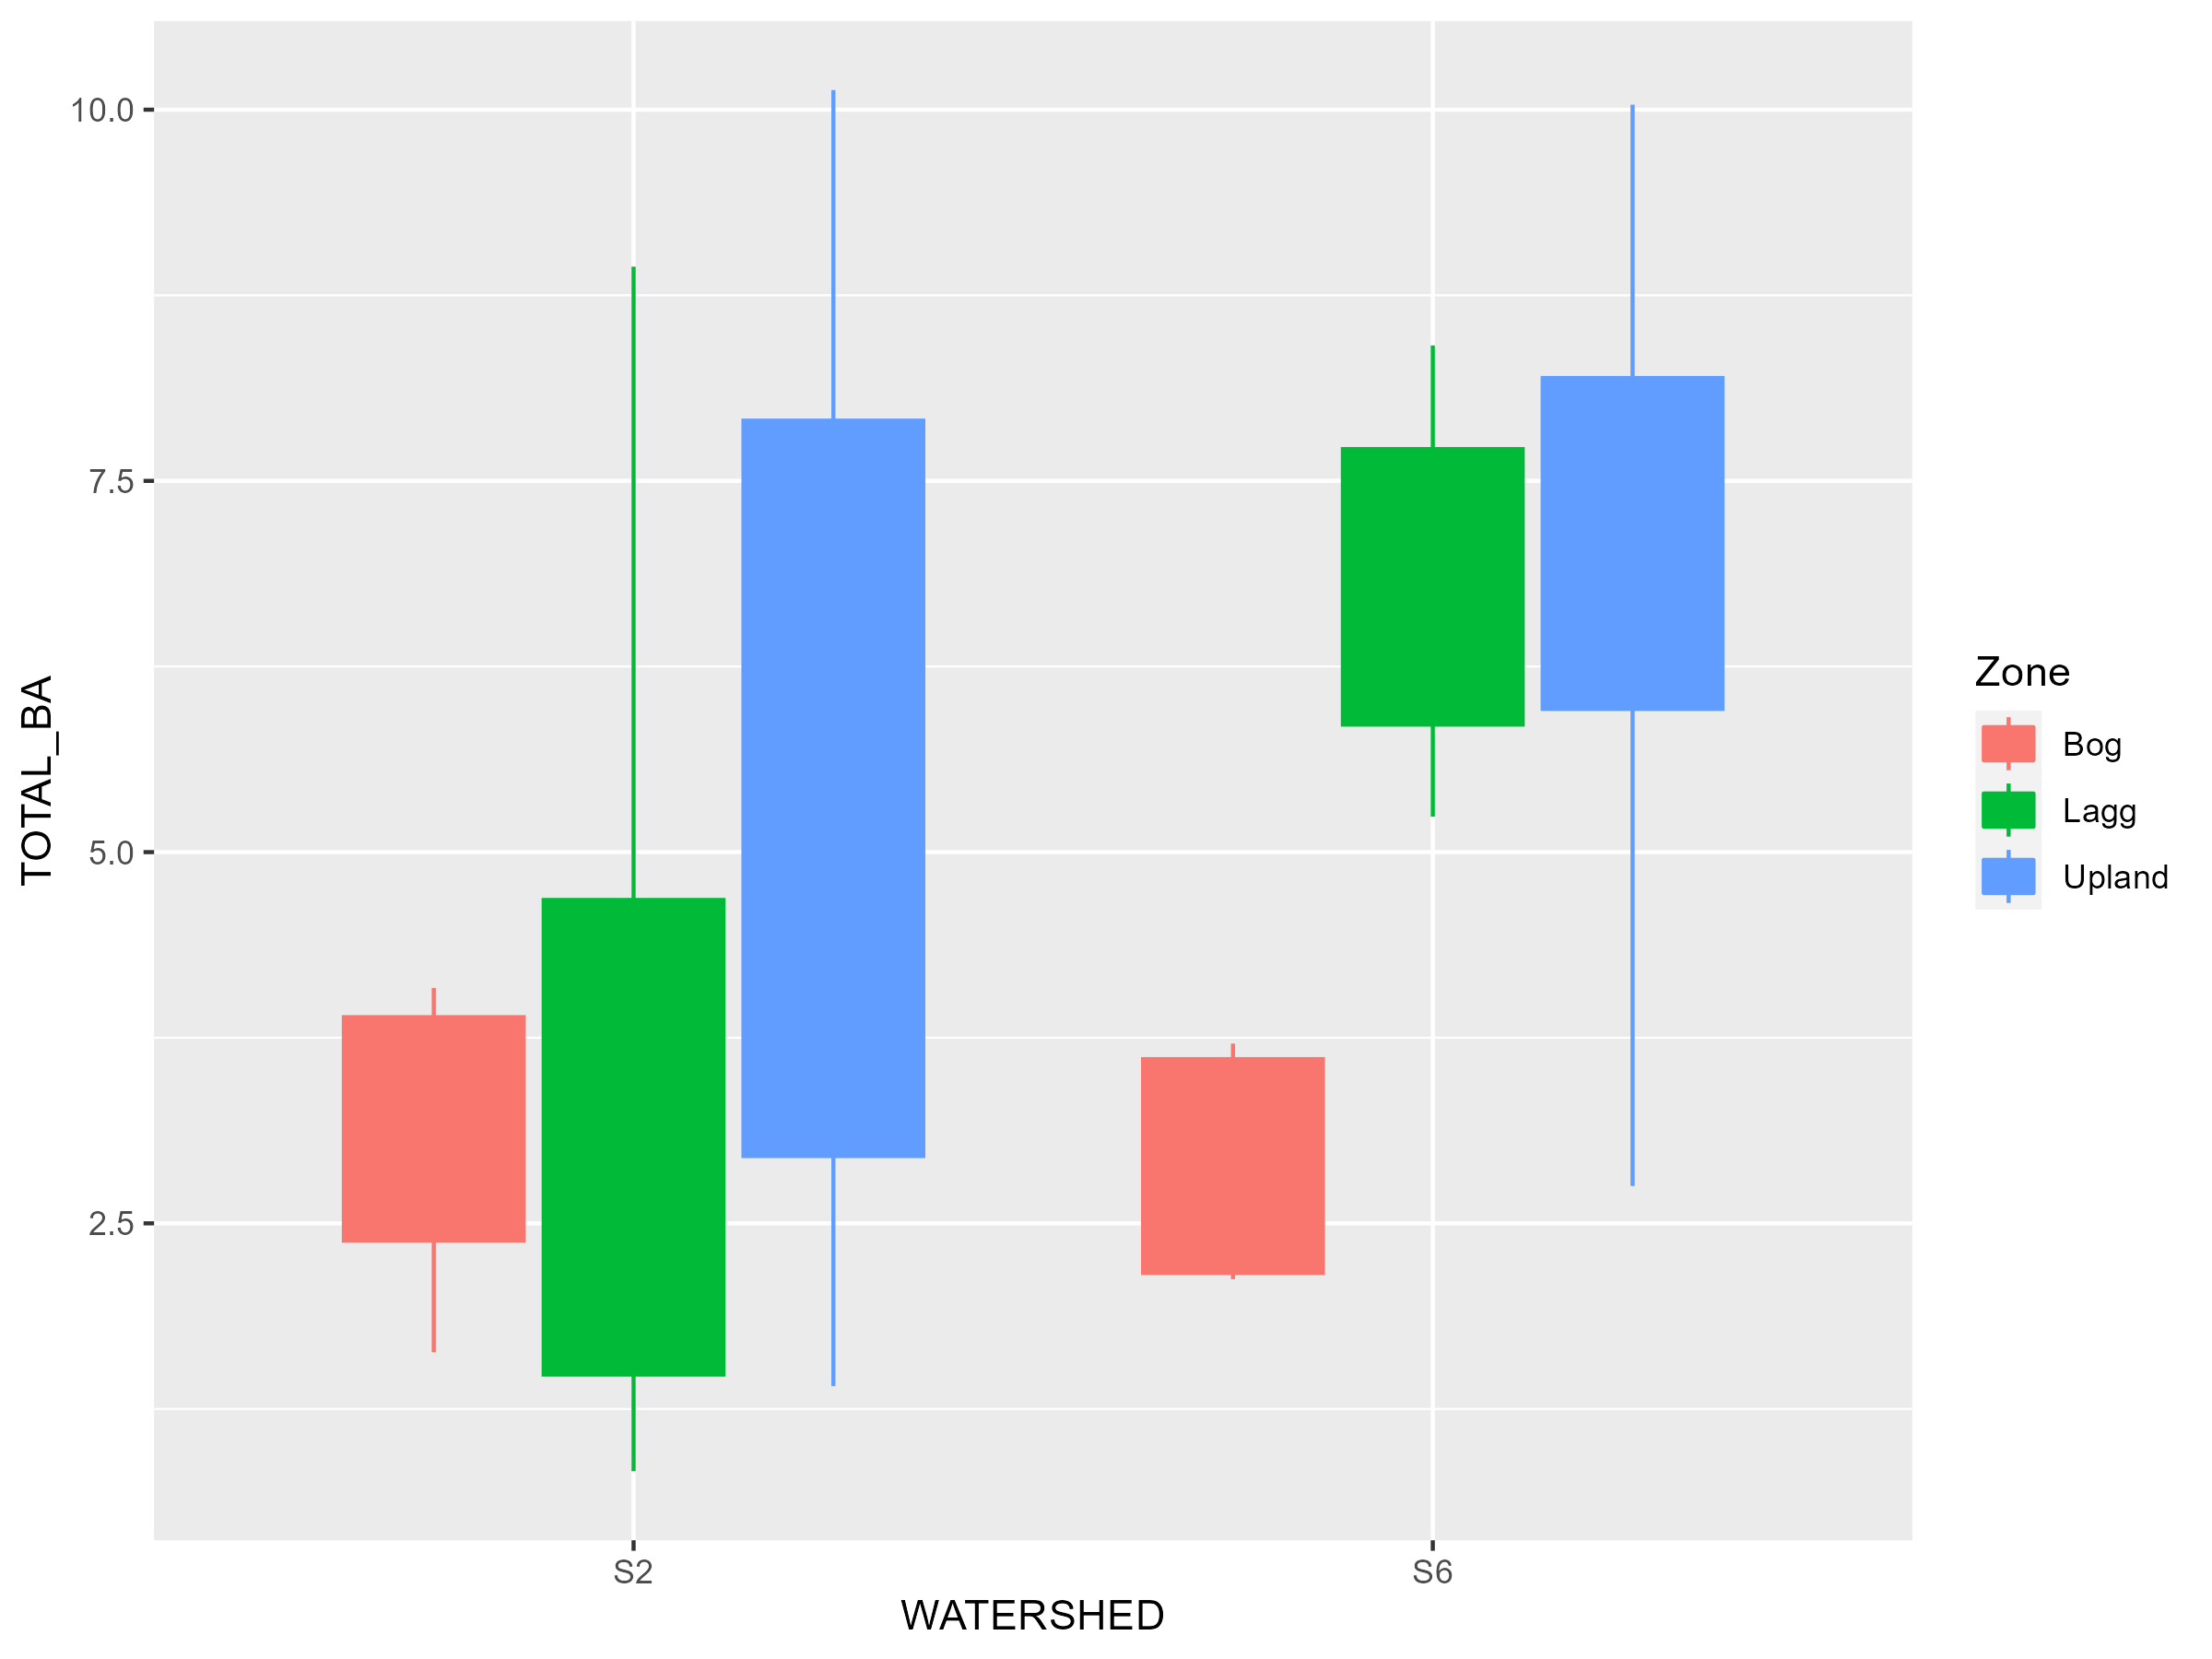 TOTAL_BA
10.0
7.5
5.0
2.5
S2
S6
WATERSHED
Zone
Bog
Lagg
Upland